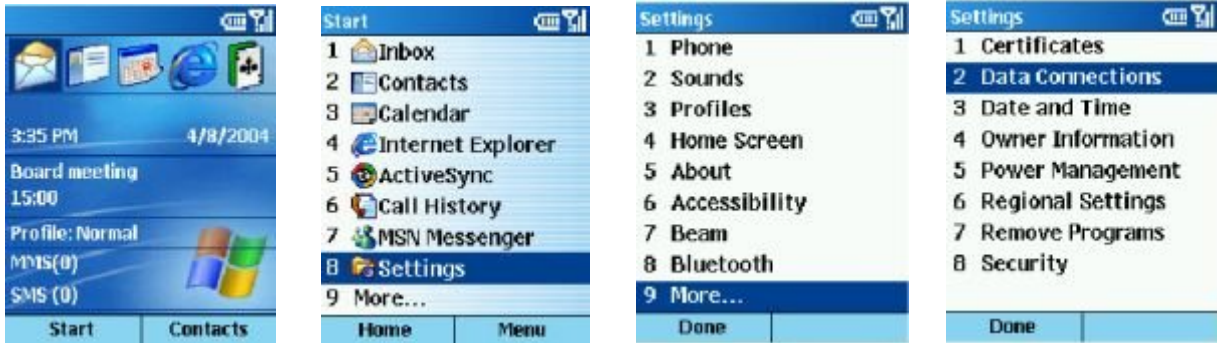 3:35 PM 4/8/2004
Board meeting
15:00
Profile: Normal
MMS(0)
SMS (0)
Start Contacts
Start
1 Inbox
2 Contacts
3 Calendar
4 Internet Explorer
5 ActiveSync
6 Call History
7 MSN Messenger
8 Settings
9 More...
Home Menu
Settings
1 Phone
2 Sounds
3 Profiles
4 Home Screen
5 About
6 Accessibility
7 Beam
8 Bluetooth
9 More...
Done
Settings
1 Certificates
2 Data Connections
3 Date and Time
4 Owner Information
5 Power Management
6 Regional Settings
7 Remove Programs
8 Security
Done